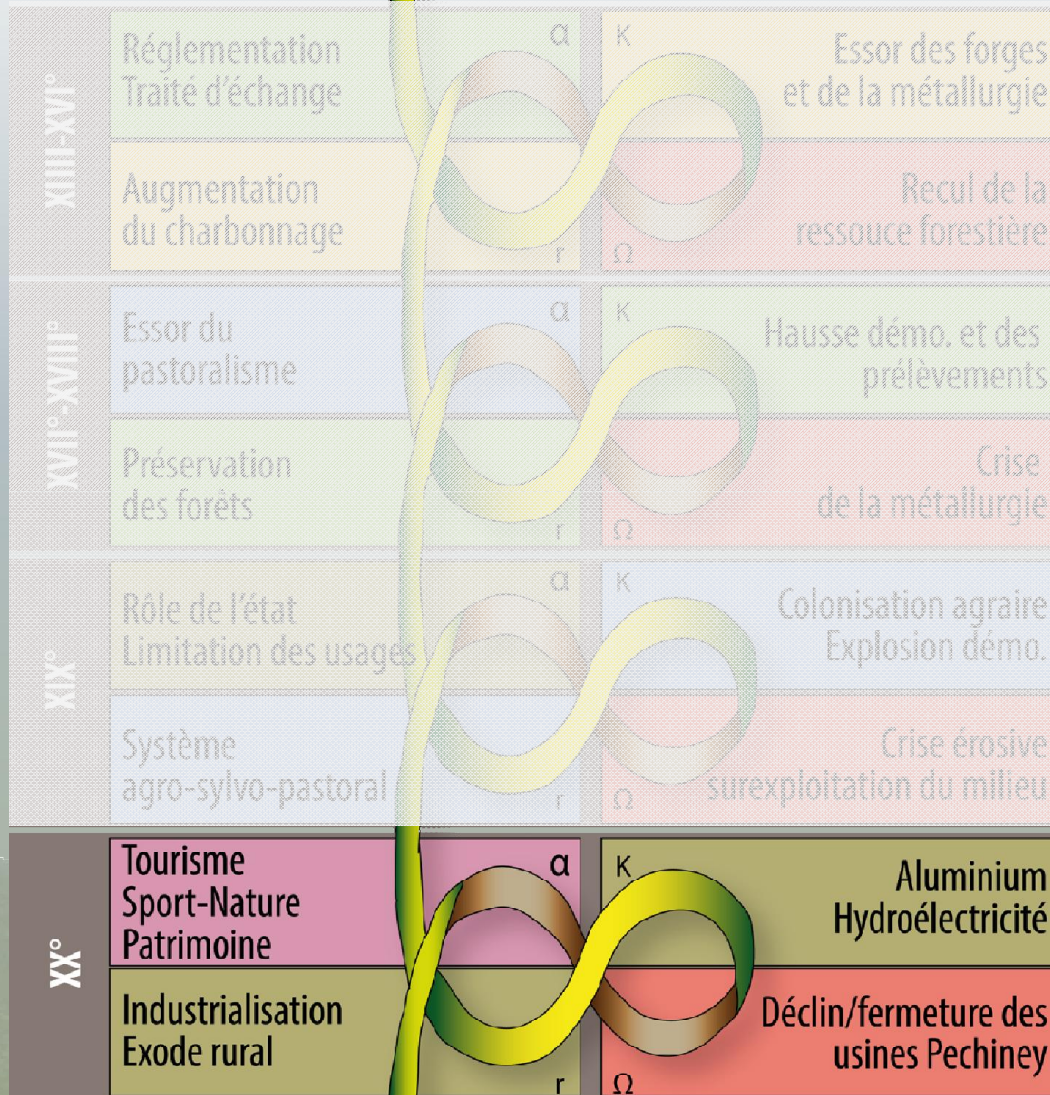 XIIII-XVI°
Réglementation
Traité d'échange
α
K
Essor des forges
et de la métallurgie
Augmentation
du charbonnage
r
Ω
Recul de la
ressouce forestière
XVII°-XVIII°
Essor du
pastoralisme
α
K
Hausse démo. et des
prélèvements
Préservation
des forêts
r
Ω
Crise
de la métallurgie
XIX°
Rôle de l'état
Limitation des usages
α
K
Colonisation agraire
Explosion démo.
Système
agro-sylvo-pastoral
r
Ω
Crise érosive
surexploitation du milieu
XX°
Tourisme
Sport-Nature
Patrimoine
α
K
Aluminium
Hydroélectricité
Industrialisation
Exode rural
r
Ω
Déclin/fermeture des
usines Pechiney